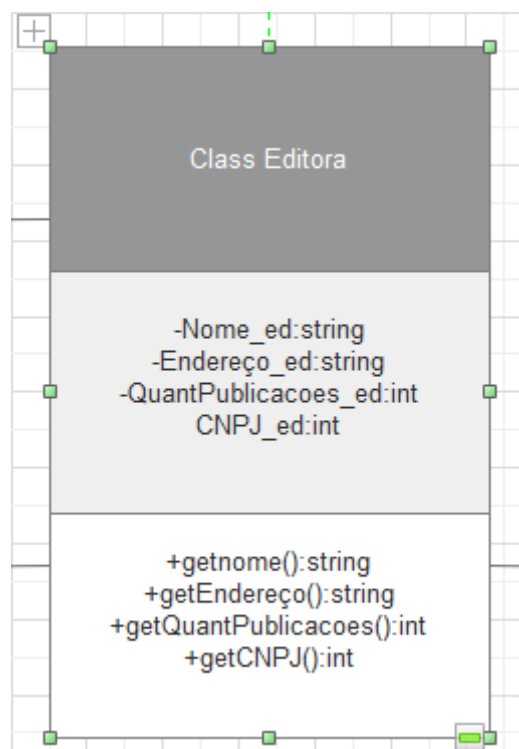 Class Editora
-Nome_ed:string
-Endereço_ed:string
-QuantPublicacoes_ed:int
CNPJ_ed:int
+getnome():string
+getEndereço():string
+getQuantPublicacoes():int
+getCNPJ():int